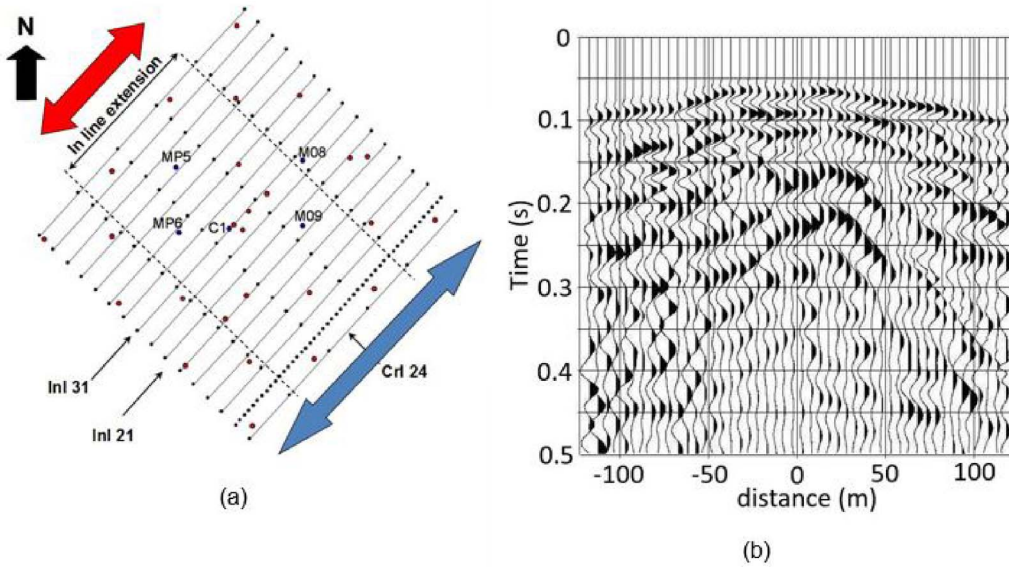 N
In line extension
MP5
M08
MP6
C1
M09
Inl 31
Inl 21
Crl 24
(a)
0
0.1
0.2
0.3
0.4
0.5
Time (s)
-100 -50 0 50 100
distance (m)
(b)